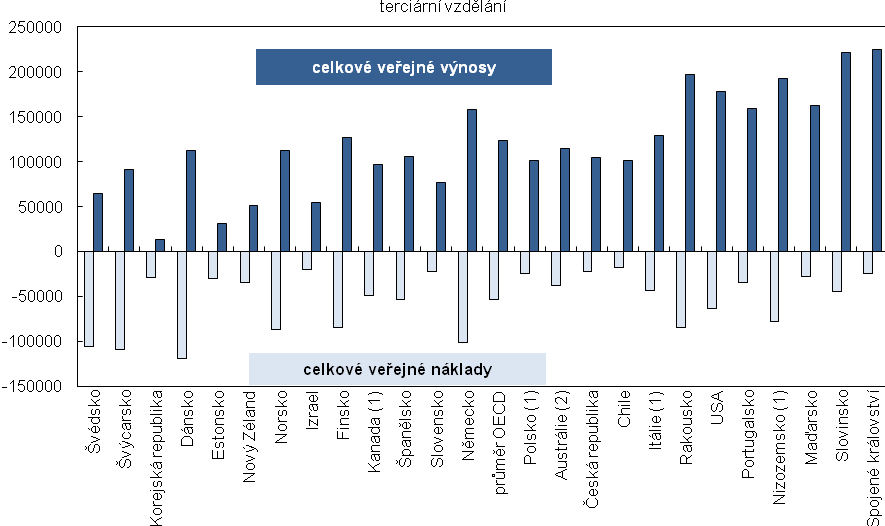 terciární vzdělání
250000
200000
150000
100000
50000
0
-50000
-100000
-150000
celkové veřejné výnosy
celkové veřejné náklady
Švédsko
Švýcarsko
Korejská republika
Dánsko
Estonsko
Nový Zéland
Norsko
Izrael
Finsko
Kanada (1)
Španělsko
Slovensko
Německo
průměr OECD
Polsko (1)
Austrálie (2)
Česká republika
Chile
Itálie (1)
Rakousko
USA
Portugalsko
Nizozemsko (1)
Maďarsko
Slovinsko
Spojené království